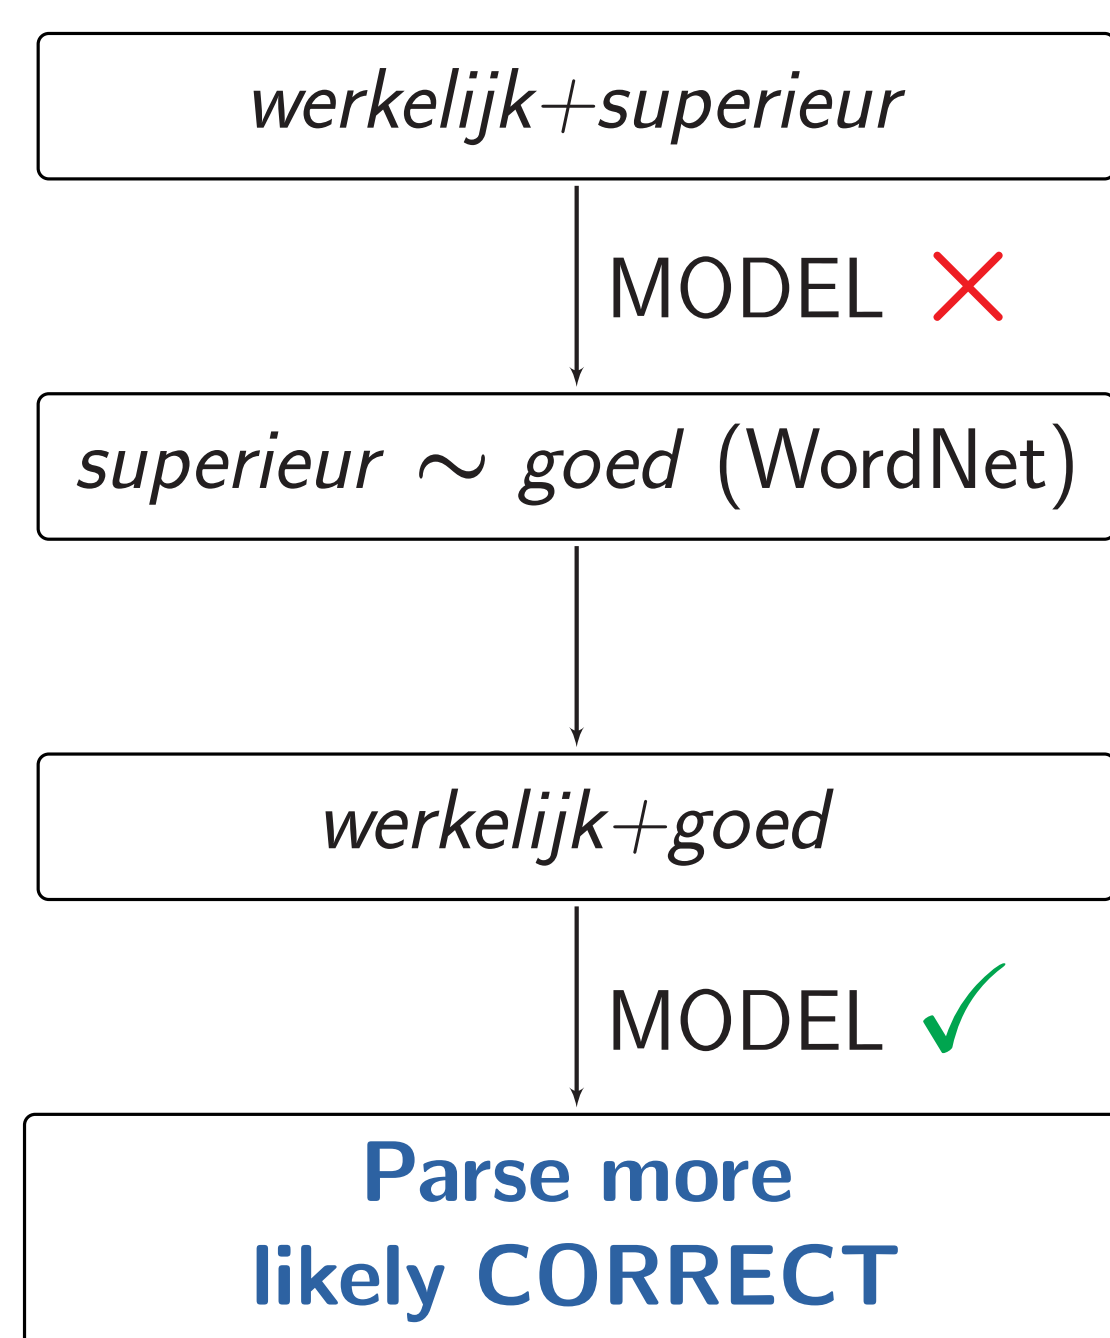 werkelijk+superieur
MODEL ✗
superieur ∼ goed (WordNet)
werkelijk+goed
MODEL ✓
Parse more
likely CORRECT